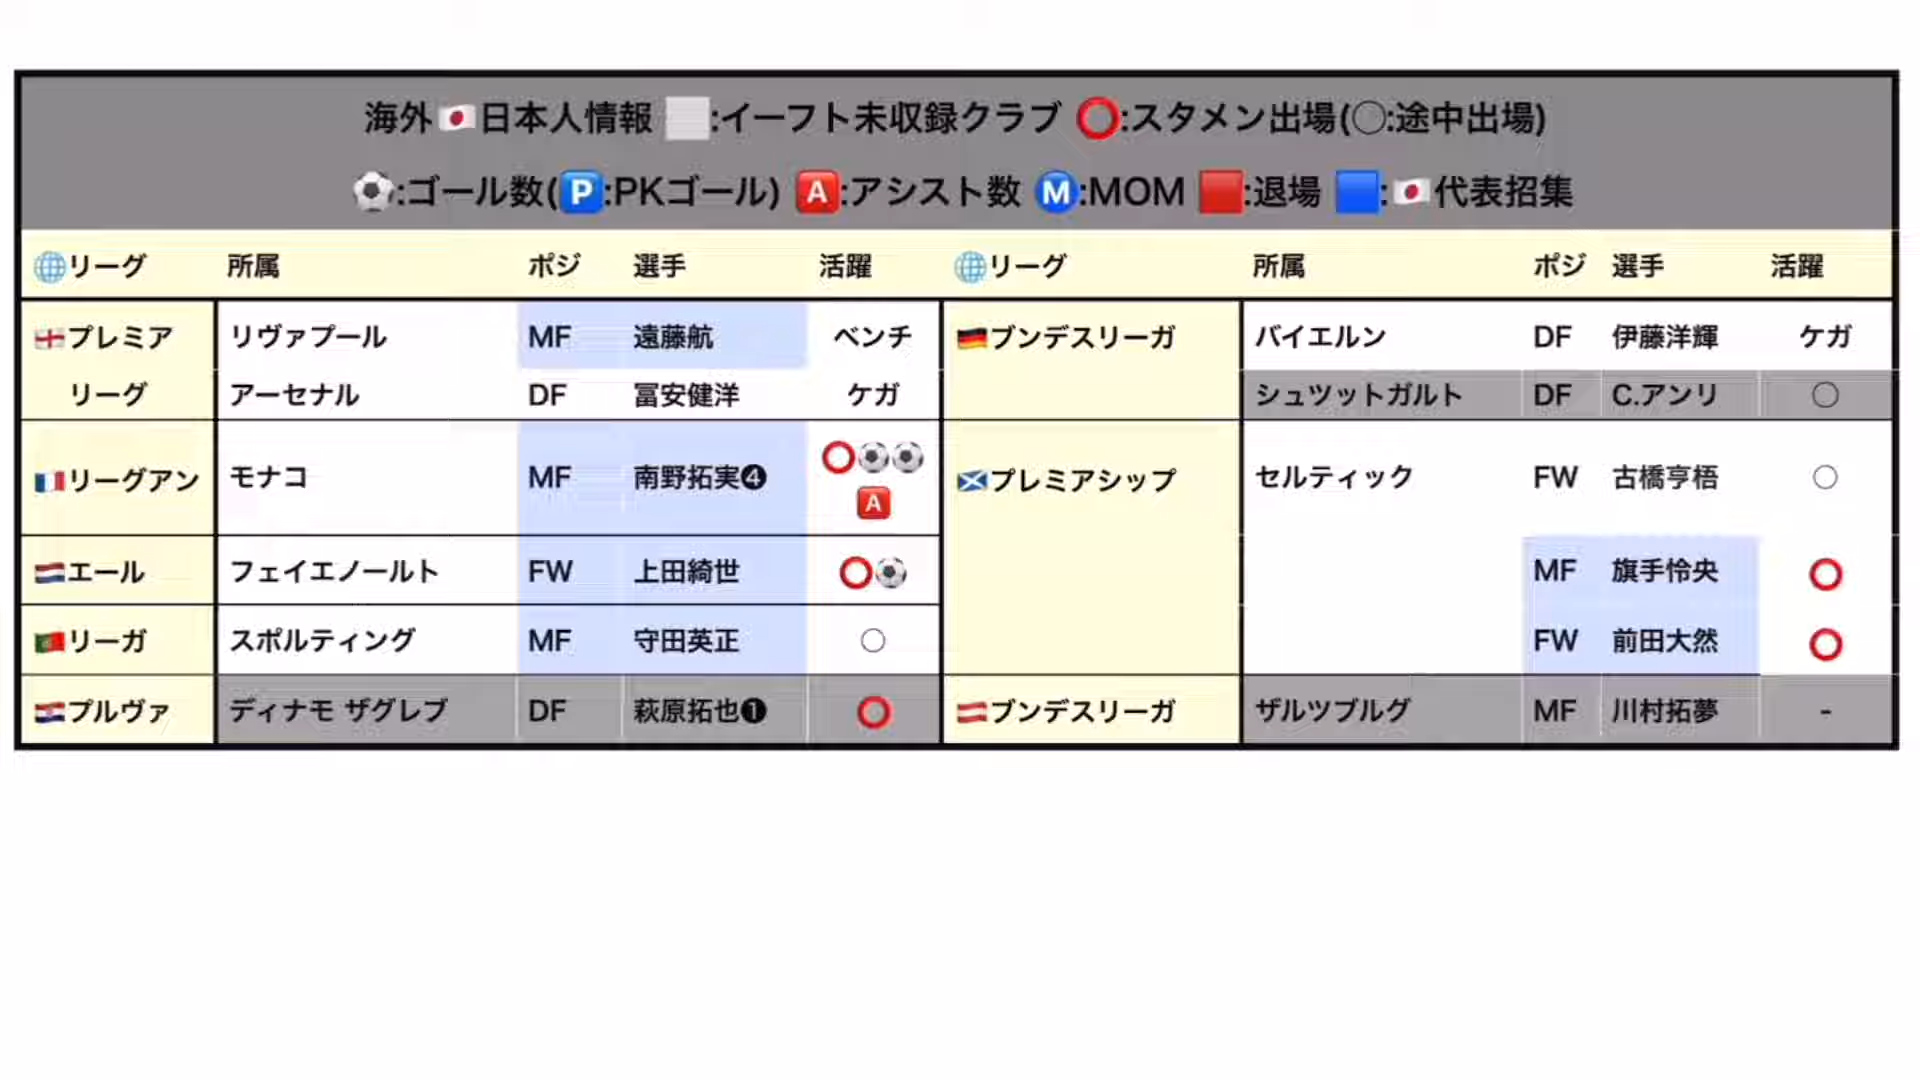 海外🇯🇵日本人情報 ⬜:イーフト未収録クラブ ⭕:スタメン出場(○:途中出場)
⚽:ゴール数(🅿:PKゴール) 🅰:アシスト数 Ⓜ:MOM 🟥:退場 🟦:🇯🇵代表招集
🌐リーグ 所属 ポジ 選手 活躍 🌐リーグ 所属 ポジ 選手 活躍
🏴󠁧󠁢󠁥󠁮󠁧󠁿プレミア リヴァプール MF 遠藤航 ベンチ 🇩🇪ブンデスリーガ バイエルン DF 伊藤洋輝 ケガ
リーグ アーセナル DF 冨安健洋 ケガ シュツットガルト DF C.アンリ ○
🇫🇷リーグアン モナコ MF 南野拓実❹ ⭕⚽⚽🅰 🏴󠁧󠁢󠁳󠁣󠁴󠁿プレミアシップ セルティック FW 古橋亨梧 ○
🇳🇱エール フェイエノールト FW 上田綺世 ⭕⚽ MF 旗手怜央 ⭕
🇵🇹リーガ スポルティング MF 守田英正 ○ FW 前田大然 ⭕
🇭🇷プルヴァ ディナモ ザグレブ DF 萩原拓也❶ ⭕ 🇦🇹ブンデスリーガ ザルツブルグ MF 川村拓夢 -